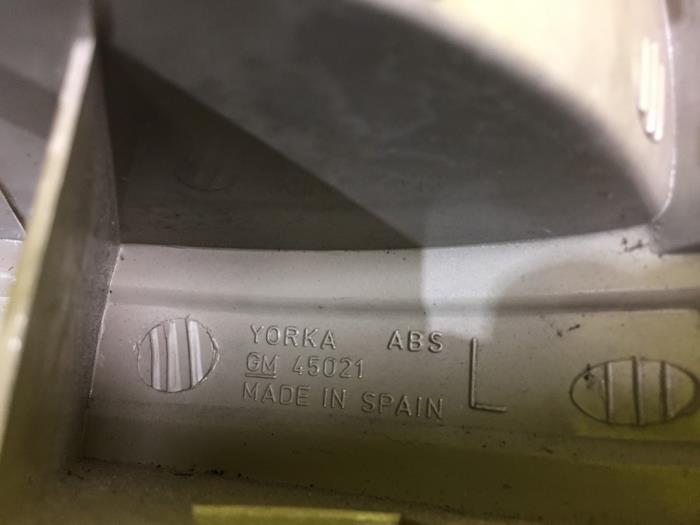 YORKA ABS
GM 45021
MADE IN SPAIN
L